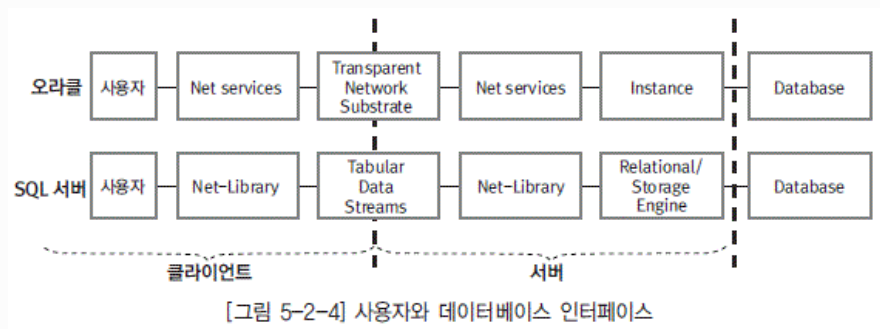 오라클
사용자
Net services
Transparent
Network
Substrate
Net services
Instance
Database
SQL 서버
사용자
Net-Library
Tabular
Data
Streams
Net-Library
Relational/
Storage
Engine
Database
클라이언트
서버
[그림 5-2-4] 사용자와 데이터베이스 인터페이스